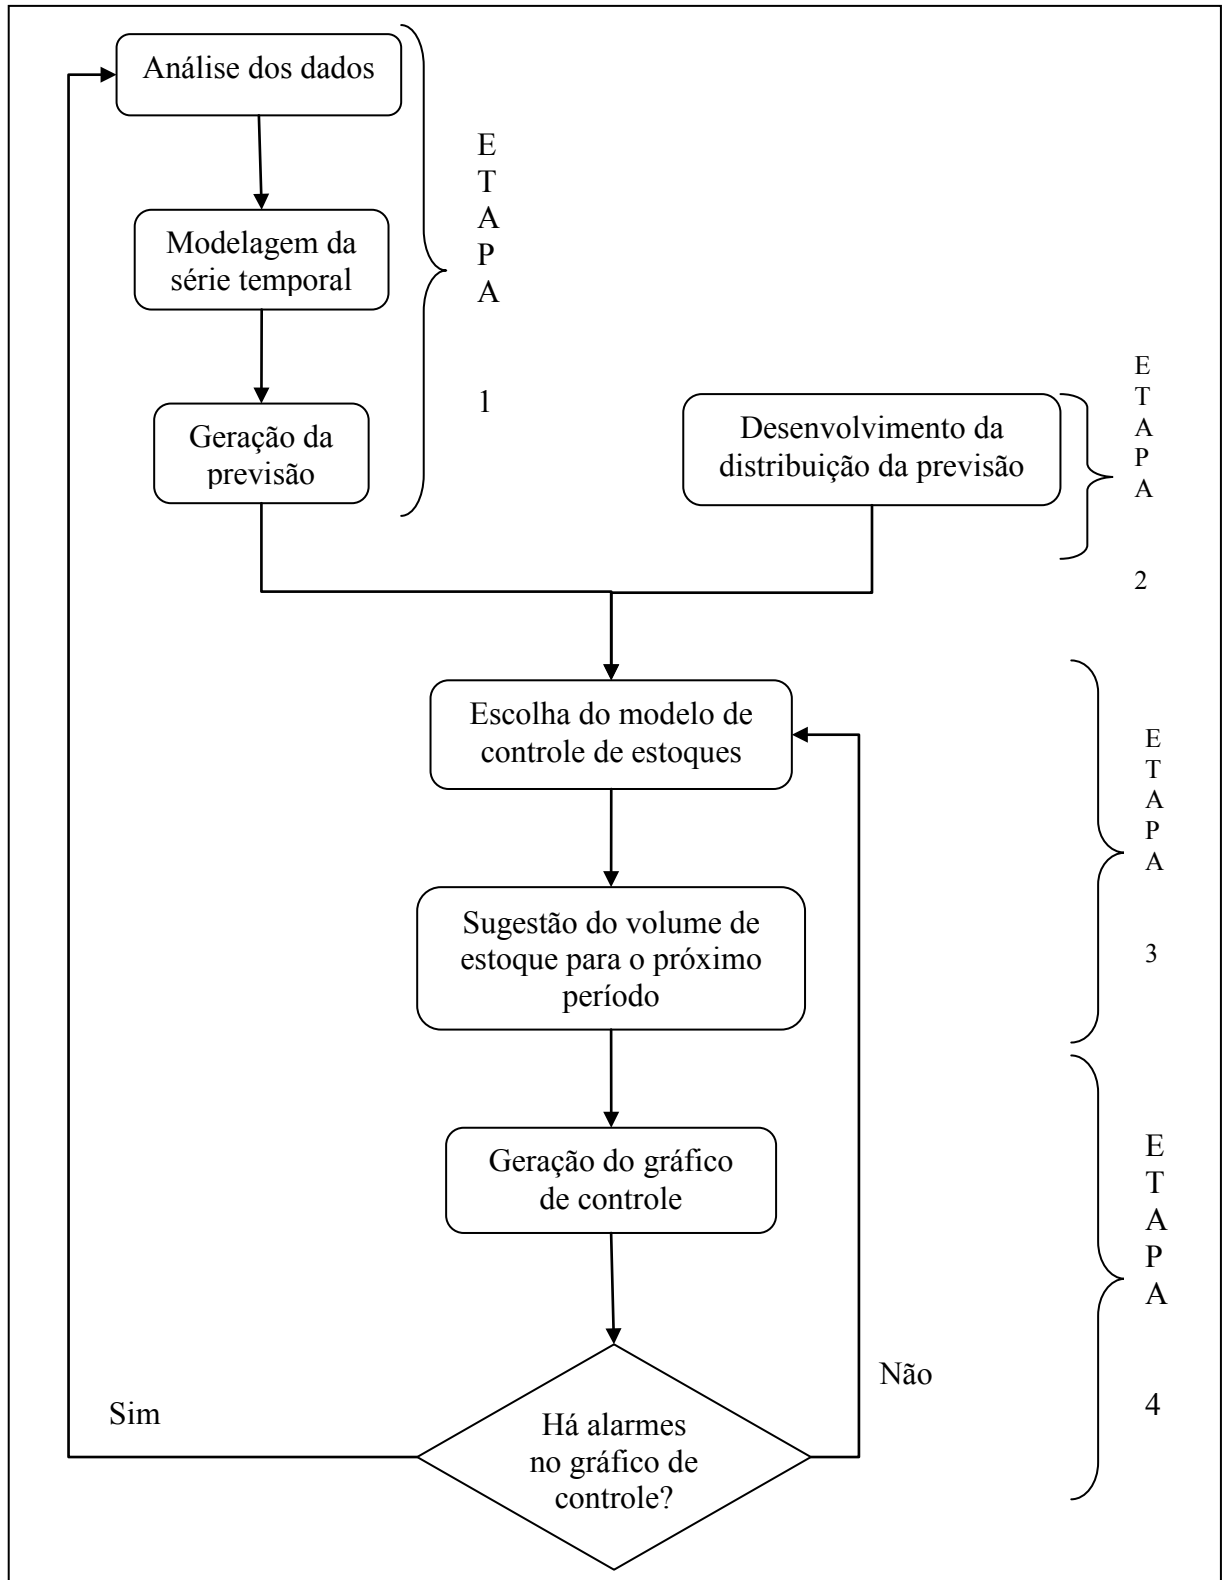 Análise dos dados
Modelagem da
série temporal
Geração da
previsão
E
T
A
P
A
1
Desenvolvimento da
distribuição da previsão
E
T
A
P
A
2
Escolha do modelo de
controle de estoques
Sugestão do volume de
estoque para o próximo
período
E
T
A
P
A
3
Geração do gráfico
de controle
Há alarmes
no gráfico de
controle?
Sim
Não
E
T
A
P
A
4